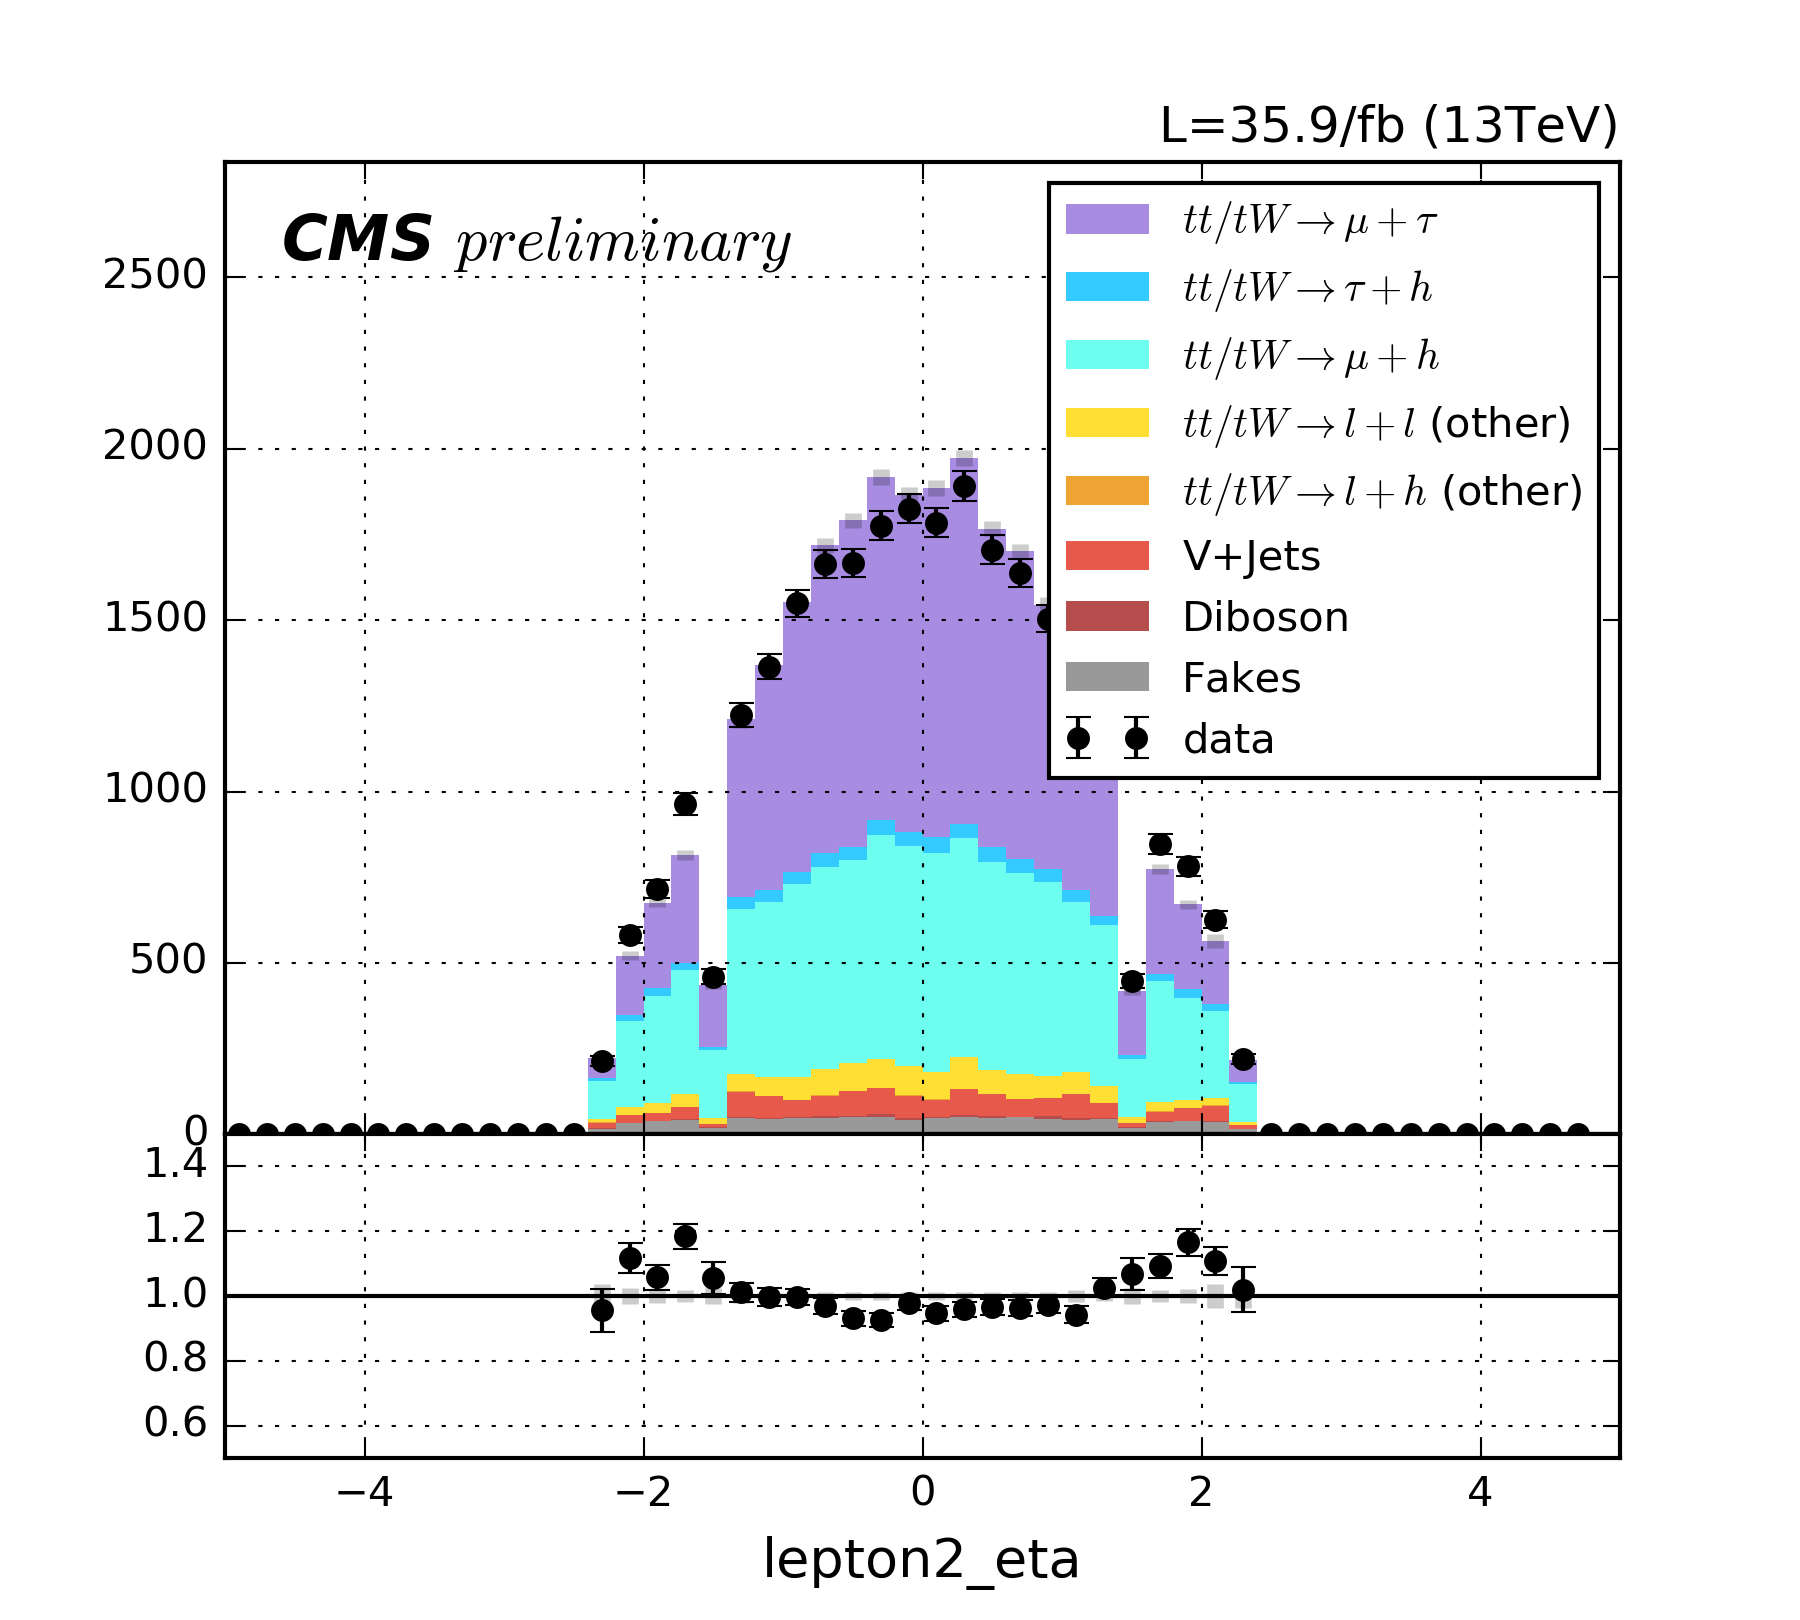 L=35.9/fb (13TeV)
CMS preliminary
tt/tW→μ+τ
tt/tW→τ+h
tt/tW→μ+h
tt/tW→l+l (other)
tt/tW→l+h (other)
V+Jets
Diboson
Fakes
data
2500
2000
1500
1000
500
0
1.4
1.2
1.0
0.8
0.6
−4 −2 0 2 4
lepton2_eta